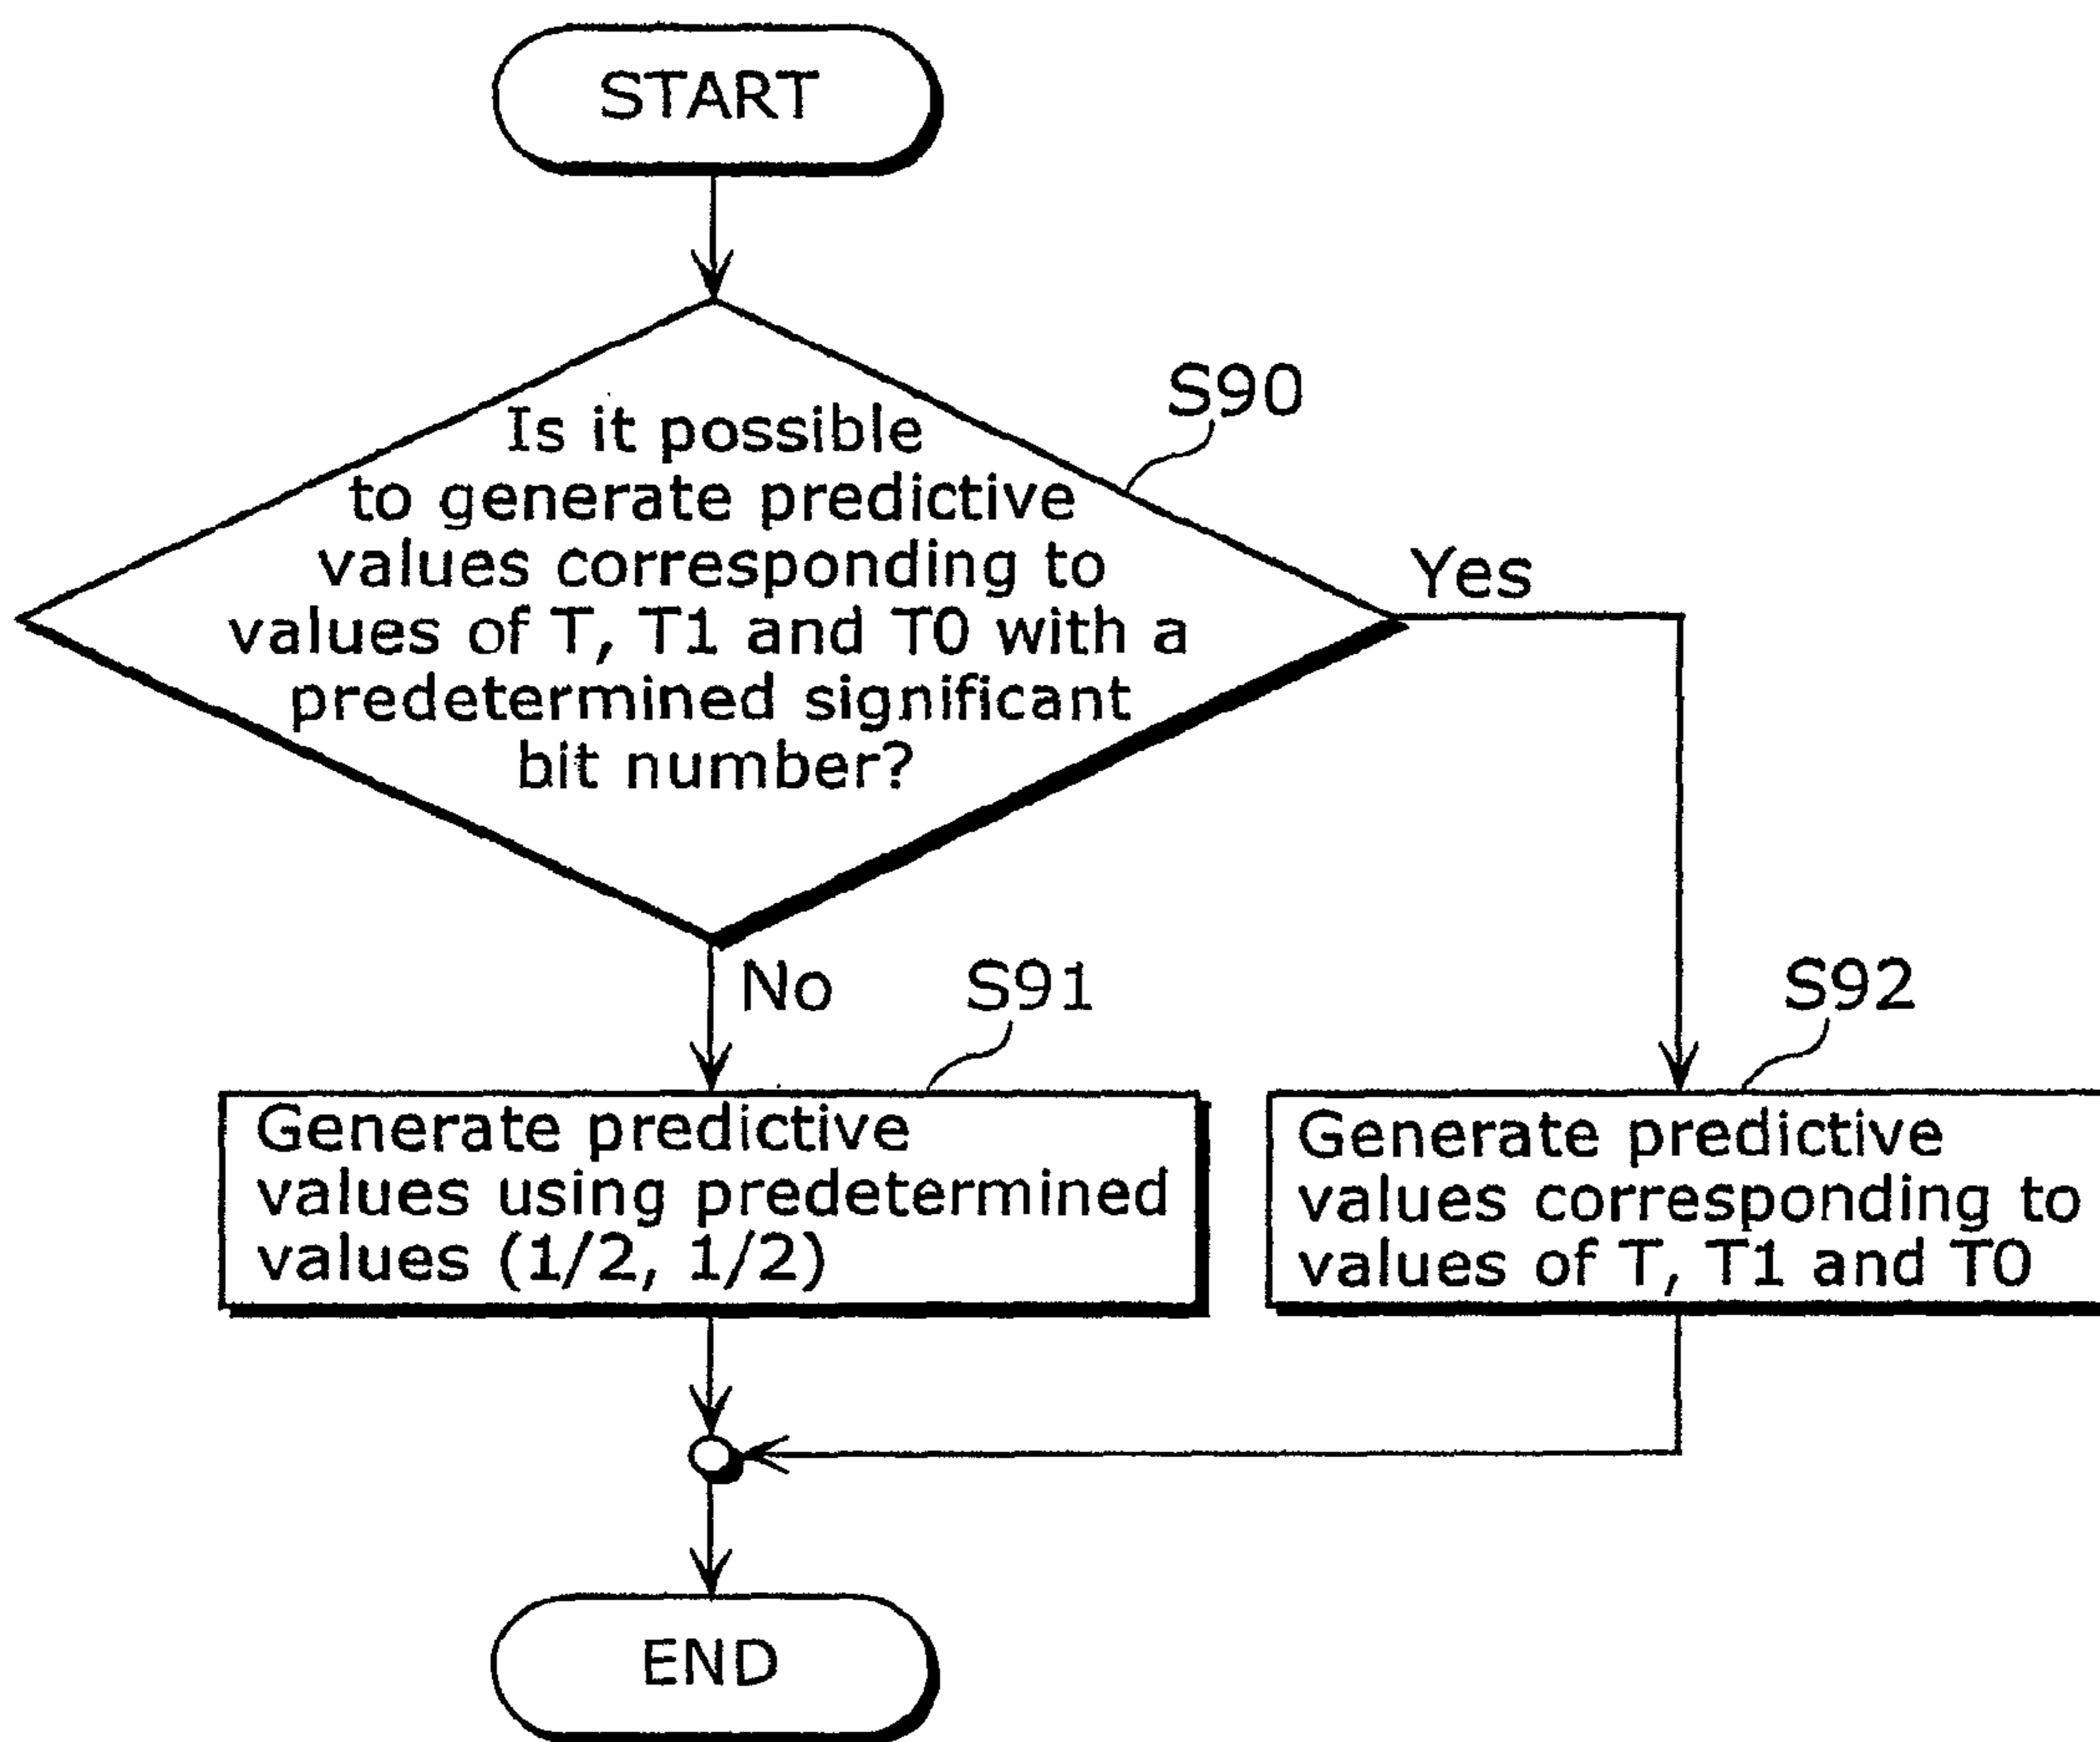 START
S90
Is it possible
to generate predictive
values corresponding to
values of T, T1 and T0 with a
predetermined significant
bit number?
Yes
No
S91
S92
Generate predictive
values using predetermined
values (1/2, 1/2)
Generate predictive
values corresponding to
values of T, T1 and T0
END